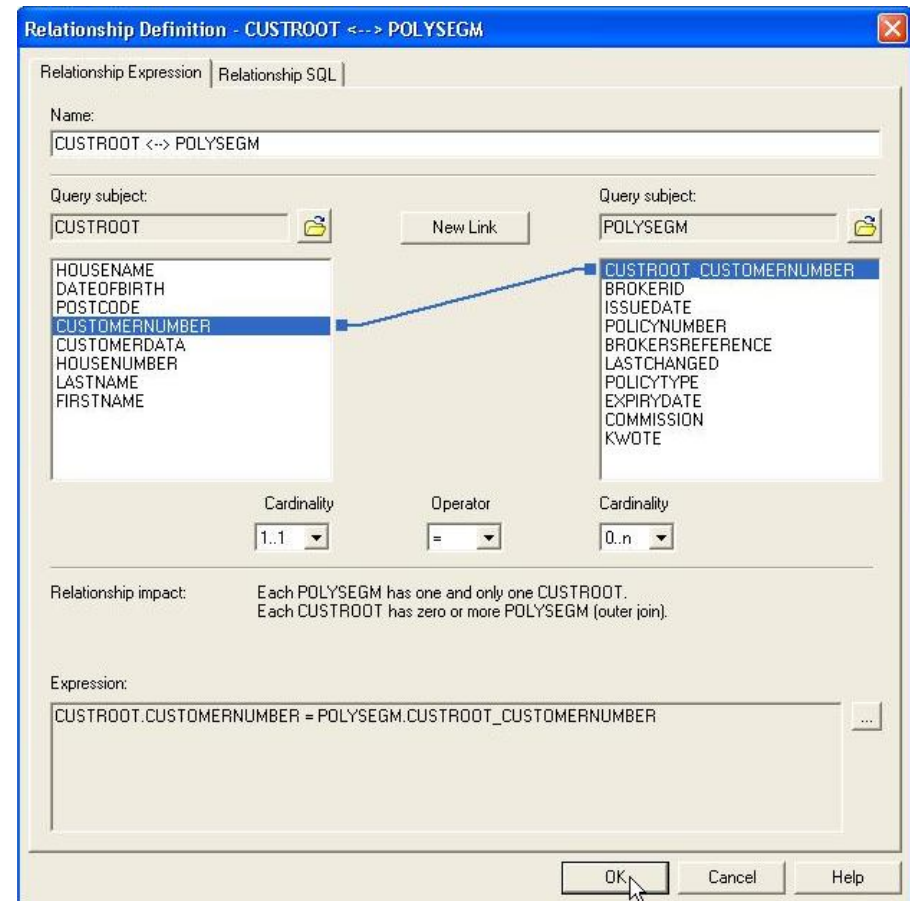 Relationship Definition - CUSTROOT <--> POLYSEGM
Relationship Expression Relationship SQL
Name:
CUSTROOT <--> POLYSEGM
Query subject: Query subject:
CUSTROOT New Link POLYSEGM
HOUSENAME
DATEOFBIRTH
POSTCODE
CUSTOMERNUMBER
CUSTOMERDATA
HOUSENUMBER
LASTNAME
FIRSTNAME
CUSTROOT_CUSTOMERNUMBER
BROKERID
ISSUEDATE
POLICYNUMBER
BROKERSREFERENCE
LASTCHANGED
POLICYTYPE
EXPIRYDATE
COMMISSION
KWOTE
Cardinality Operator Cardinality
1..1 = 0..n
Relationship impact: Each POLYSEGM has one and only one CUSTROOT.
Each CUSTROOT has zero or more POLYSEGM (outer join).
Expression:
CUSTROOT.CUSTOMERNUMBER = POLYSEGM.CUSTROOT_CUSTOMERNUMBER
...
OK Cancel Help